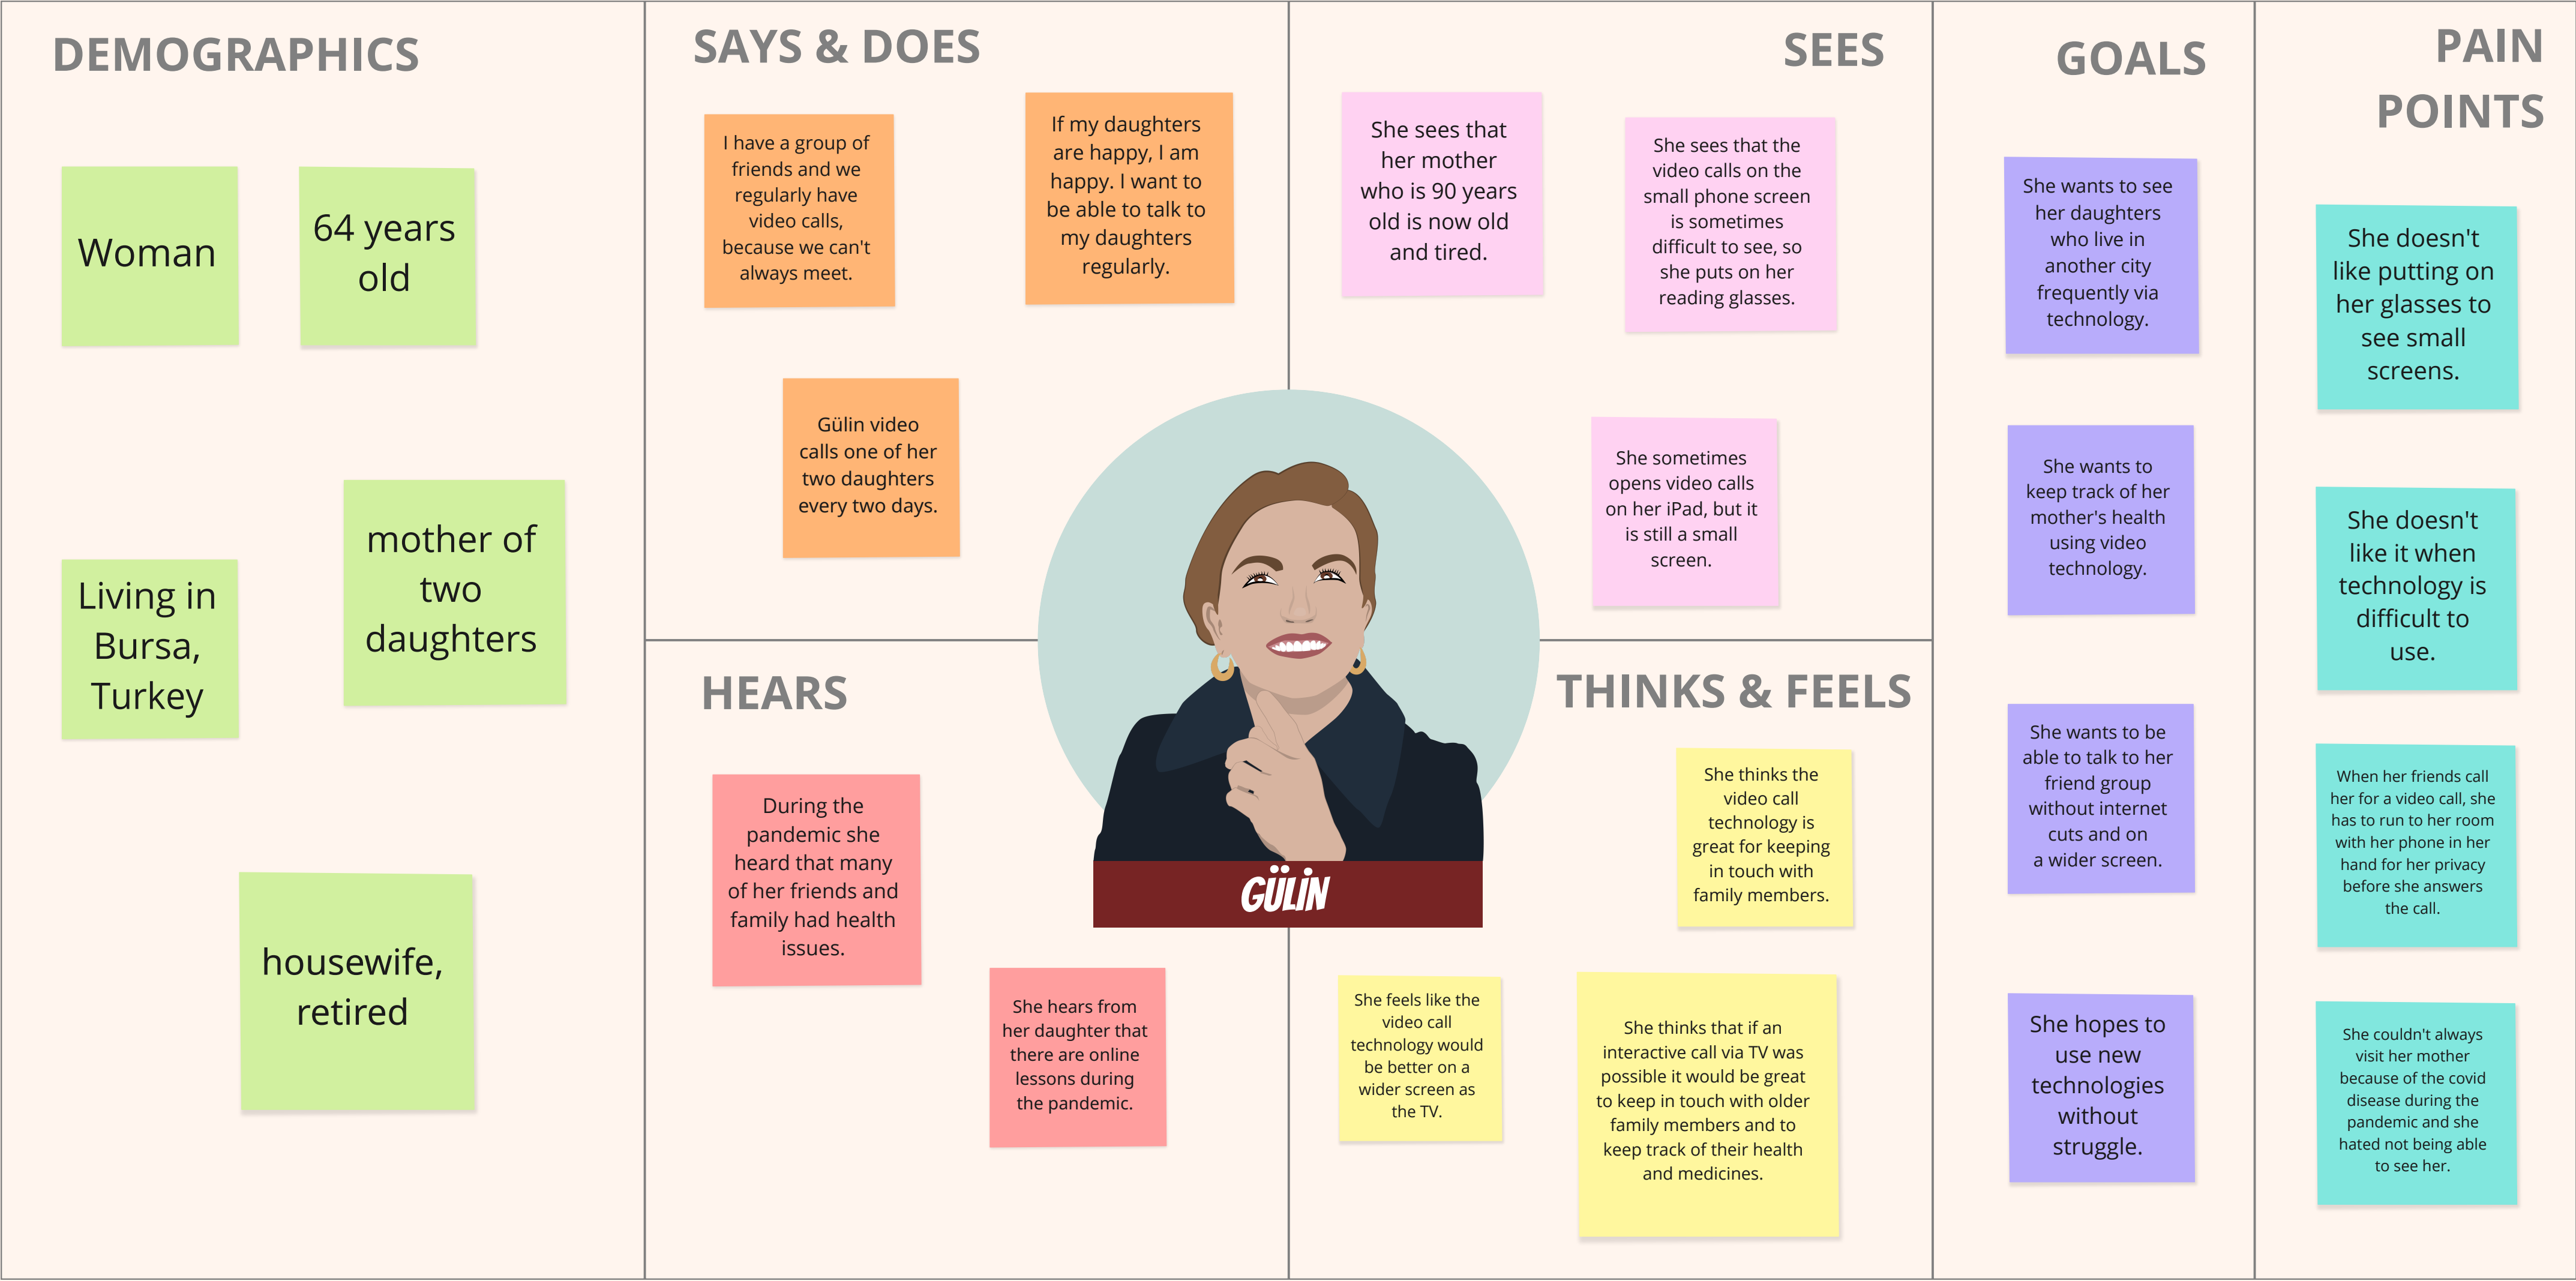 DEMOGRAPHICS
Woman
64 years
old
Living in
Bursa,
Turkey
mother of
two
daughters
housewife,
retired
SAYS & DOES
I have a group of
friends and we
regularly have
video calls,
because we can't
always meet.
If my daughters
are happy, I am
happy. I want to
be able to talk to
my daughters
regularly.
Gülin video
calls one of her
two daughters
every two days.
SEES
She sees that
her mother
who is 90 years
old is now old
and tired.
She sees that the
video calls on the
small phone screen
is sometimes
difficult to see, so
she puts on her
reading glasses.
She sometimes
opens video calls
on her iPad, but it
is still a small
screen.
HEARS
During the
pandemic she
heard that many
of her friends and
family had health
issues.
She hears from
her daughter that
there are online
lessons during
the pandemic.
GÜLİN
THINKS & FEELS
She thinks the
video call
technology is
great for keeping
in touch with
family members.
She feels like the
video call
technology would
be better on a
wider screen as
the TV.
She thinks that if an
interactive call via TV was
possible it would be great
to keep in touch with older
family members and to
keep track of their health
and medicines.
GOALS
She wants to see
her daughters
who live in
another city
frequently via
technology.
She wants to
keep track of her
mother's health
using video
technology.
She wants to be
able to talk to her
friend group
without internet
cuts and on
a wider screen.
She hopes to
use new
technologies
without
struggle.
PAIN
POINTS
She doesn't
like putting on
her glasses to
see small
screens.
She doesn't
like it when
technology is
difficult to
use.
When her friends call
her for a video call, she
has to run to her room
with her phone in her
hand for her privacy
before she answers
the call.
She couldn't always
visit her mother
because of the covid
disease during the
pandemic and she
hated not being able
to see her.